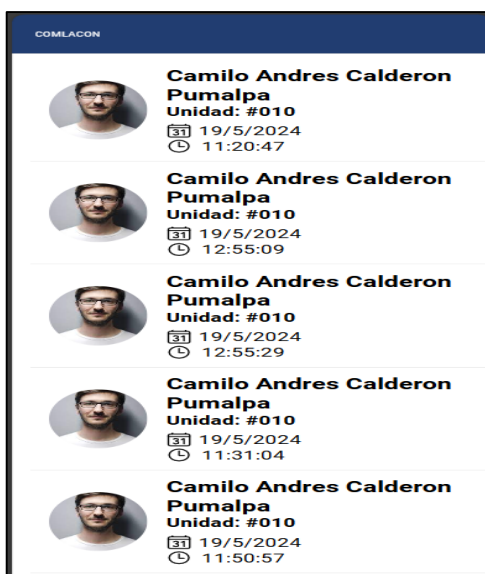 COMLACON
Camilo Andres Calderon
Pumalpa
Unidad: #010
31 19/5/2024
11:20:47
Camilo Andres Calderon
Pumalpa
Unidad: #010
31 19/5/2024
12:55:09
Camilo Andres Calderon
Pumalpa
Unidad: #010
31 19/5/2024
12:55:29
Camilo Andres Calderon
Pumalpa
Unidad: #010
31 19/5/2024
11:31:04
Camilo Andres Calderon
Pumalpa
Unidad: #010
31 19/5/2024
11:50:57